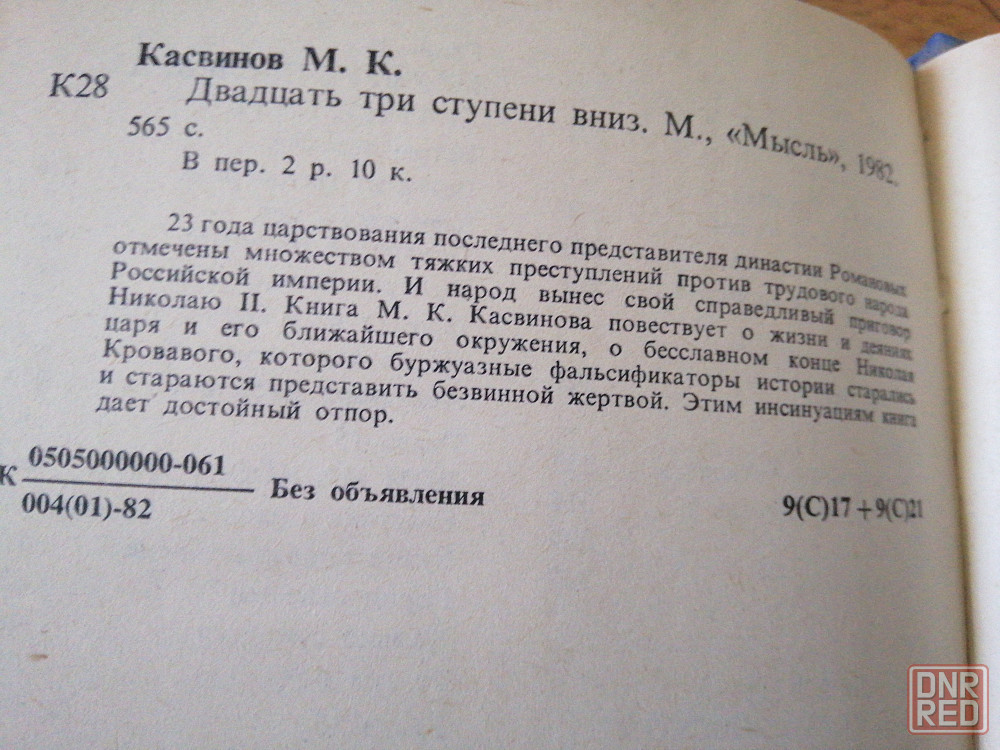 Касвинов М. К.
К28 Двадцать три ступени вниз. М., «Мысль», 1982.
565 с.
В пер. 2 р. 10 к.
23 года царствования последнего представителя династии Романовых
отмечены множеством тяжких преступлений против трудового народа
Российской империи. И народ вынес свой справедливый приговор
Николаю II. Книга М. К. Касвинова повествует о жизни и деяниях
царя и его ближайшего окружения, о бесславном конце Николая
Кровавого, которого буржуазные фальсификаторы истории старались
и стараются представить безвинной жертвой. Этим инсинуациям книга
дает достойный отпор.
К 0505000000-061
004(01)-82
Без объявления
9(С)17+9(С)21
DNR
RED